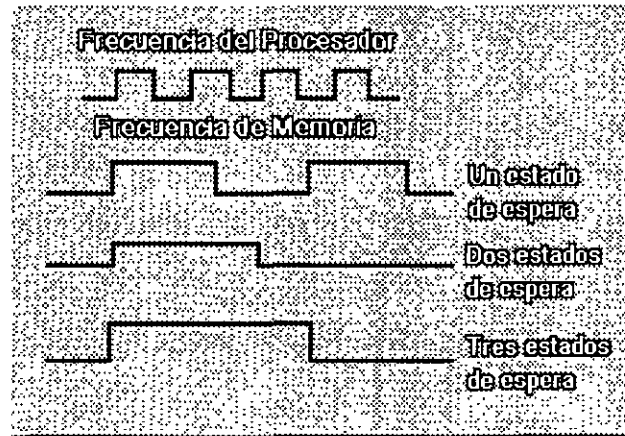 Frecuencia del Procesador
Frecuencia de Memoria
Un estado
de espera
Dos estados
de espera
Tres estados
de espera